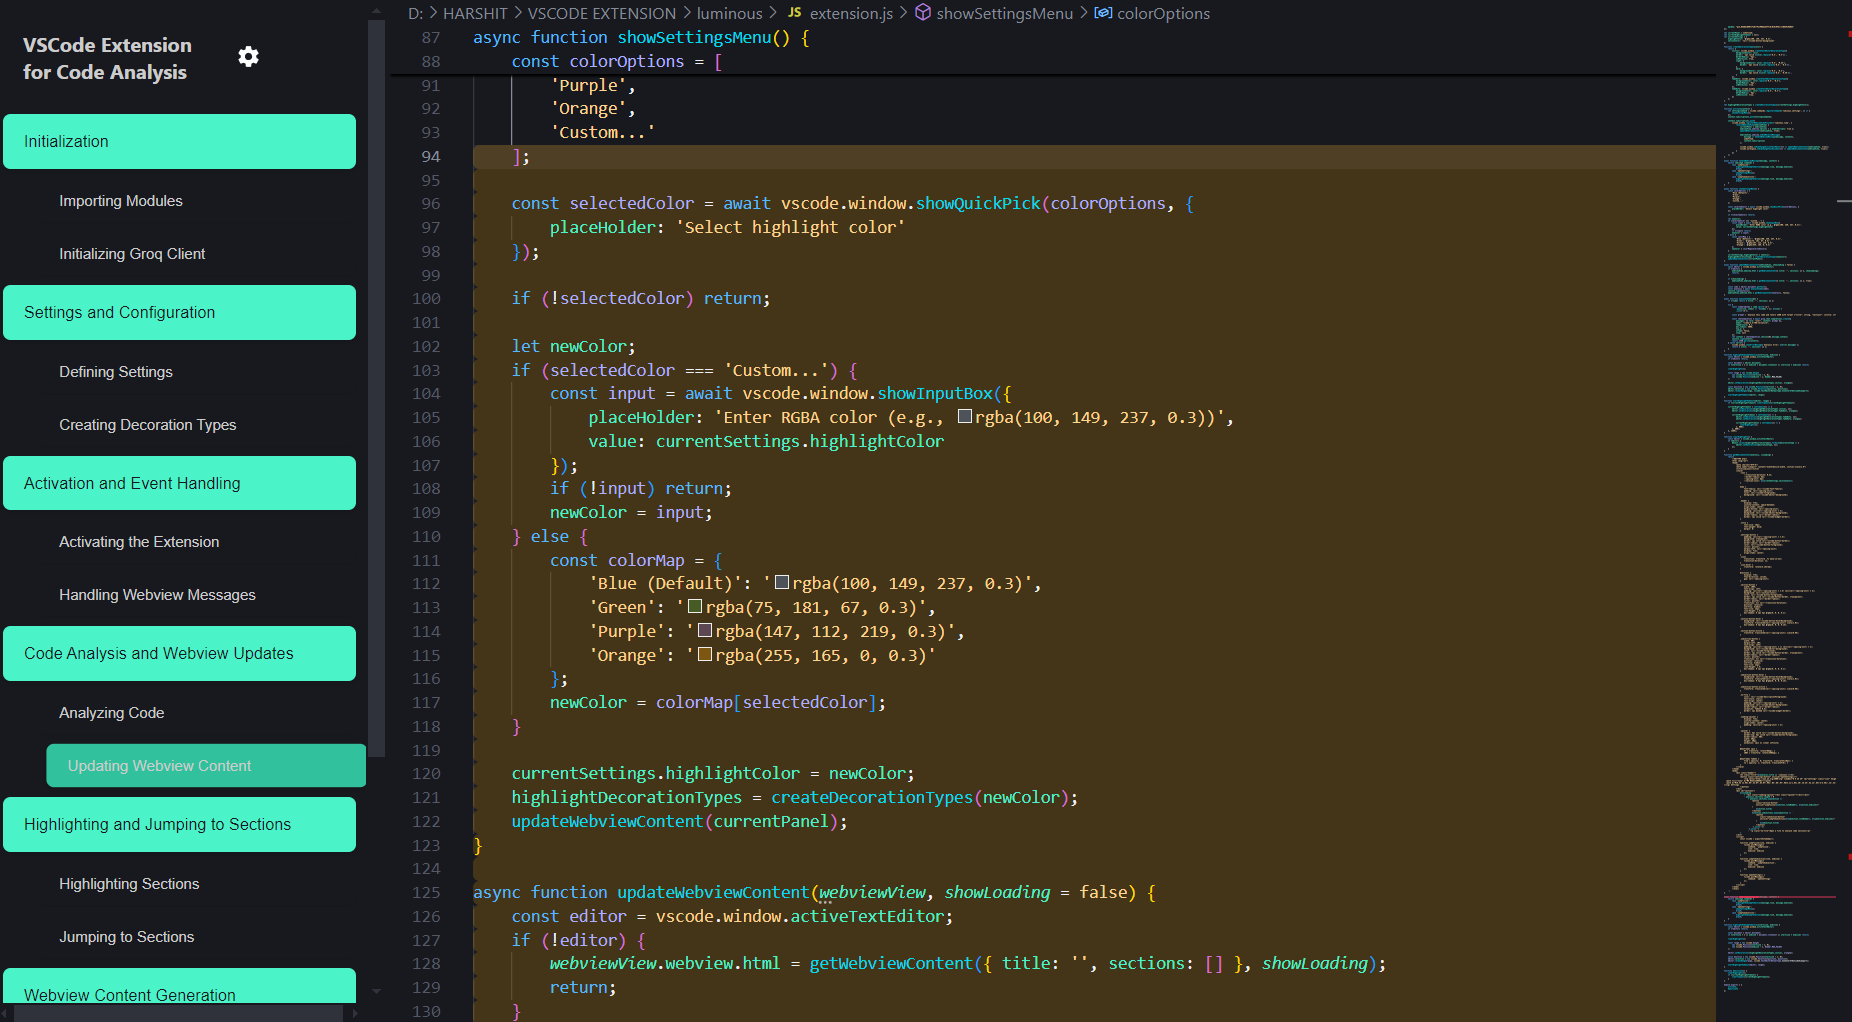 VSCode Extension
for Code Analysis
Initialization
Importing Modules
Initializing Groq Client
Settings and Configuration
Defining Settings
Creating Decoration Types
Activation and Event Handling
Activating the Extension
Handling Webview Messages
Code Analysis and Webview Updates
Analyzing Code
Updating Webview Content
Highlighting and Jumping to Sections
Highlighting Sections
Jumping to Sections
Webview Content Generation
D: > HARSHIT > VSCODE EXTENSION > luminous > JS extension.js > showSettingsMenu > colorOptions
87 async function showSettingsMenu() {
88 const colorOptions = [
91 'Purple',
92 'Orange',
93 'Custom...'
94 ];
95
96 const selectedColor = await vscode.window.showQuickPick(colorOptions, {
97 placeHolder: 'Select highlight color'
98 });
99
100 if (!selectedColor) return;
101
102 let newColor;
103 if (selectedColor === 'Custom...') {
104 const input = await vscode.window.showInputBox({
105 placeHolder: 'Enter RGBA color (e.g., rgba(100, 149, 237, 0.3))',
106 value: currentSettings.highlightColor
107 });
108 if (!input) return;
109 newColor = input;
110 } else {
111 const colorMap = {
112 'Blue (Default)': 'rgba(100, 149, 237, 0.3)',
113 'Green': 'rgba(75, 181, 67, 0.3)',
114 'Purple': 'rgba(147, 112, 219, 0.3)',
115 'Orange': 'rgba(255, 165, 0, 0.3)'
116 };
117 newColor = colorMap[selectedColor];
118 }
119
120 currentSettings.highlightColor = newColor;
121 highlightDecorationTypes = createDecorationTypes(newColor);
122 updateWebviewContent(currentPanel);
123 }
124
125 async function updateWebviewContent(webviewView, showLoading = false) {
126 const editor = vscode.window.activeTextEditor;
127 if (!editor) {
128 webviewView.webview.html = getWebviewContent({ title: '', sections: [] }, showLoading);
129 return;
130 }